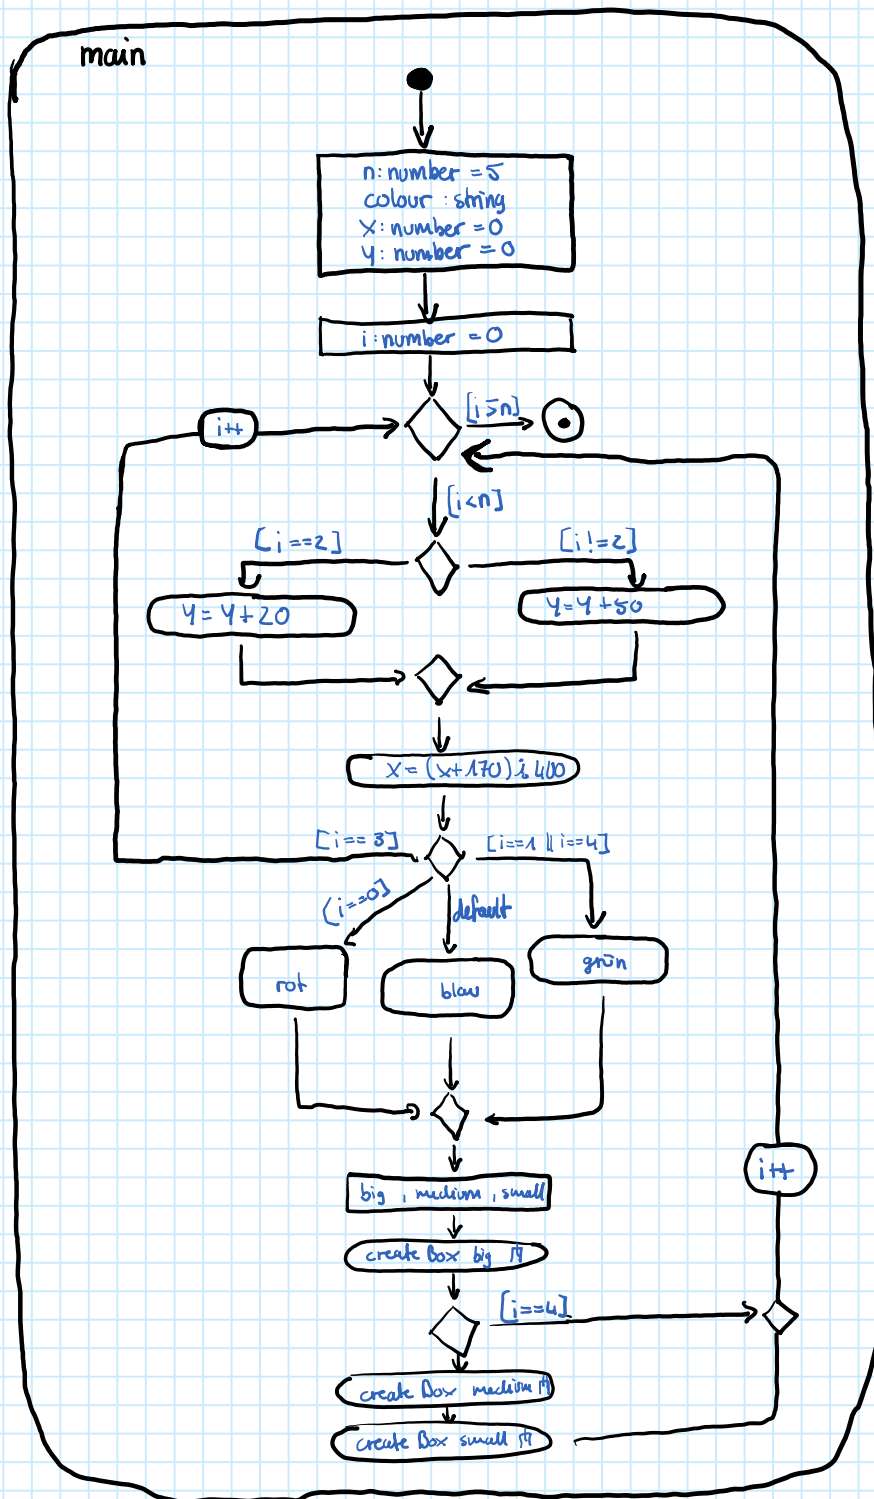 main
n: number = 5
colour : string
x: number = 0
y: number = 0
i: number = 0
[i ≥ n]
i++
[i < n]
[i == 2]
[i != 2]
y = y + 20
y = y + 50
x = (x + 170) % 400
[i == 3]
[i == 1 || i == 4]
[i == 0]
default
rot
blau
grün
i++
big, medium, small
create Box big
[i == 4]
create Box medium
create Box small